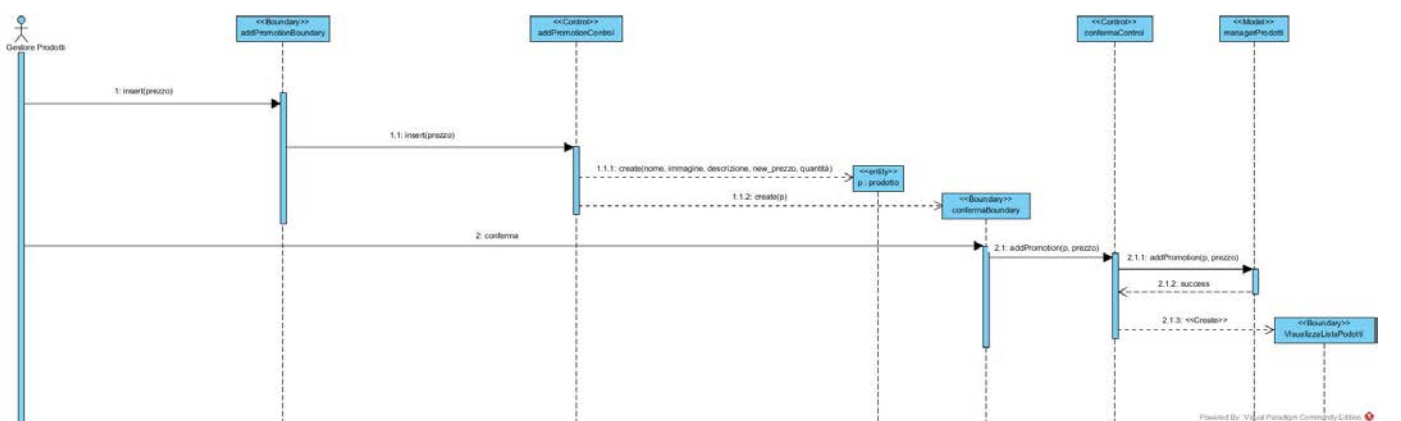 <<Boundary>>
addPromotionBoundary
<<Control>>
addPromotionControl
<<Control>>
confermaControl
<<Model>>
managerProdotti
Gestore Prodotti
1: insert(prezzo)
1.1: insert(prezzo)
1.1.1: create(nome, immagine, descrizione, new_prezzo, quantità)
<<entity>>
p : prodotto
1.1.2: create(p)
<<Boundary>>
confermaBoundary
2: conferma
2.1: addPromotion(p, prezzo)
2.1.1: addPromotion(p, prezzo)
2.1.2: success
2.1.3: <<Create>>
<<Boundary>>
VisualizzaListaPodotti
Powered By: Visual Paradigm Community Edition